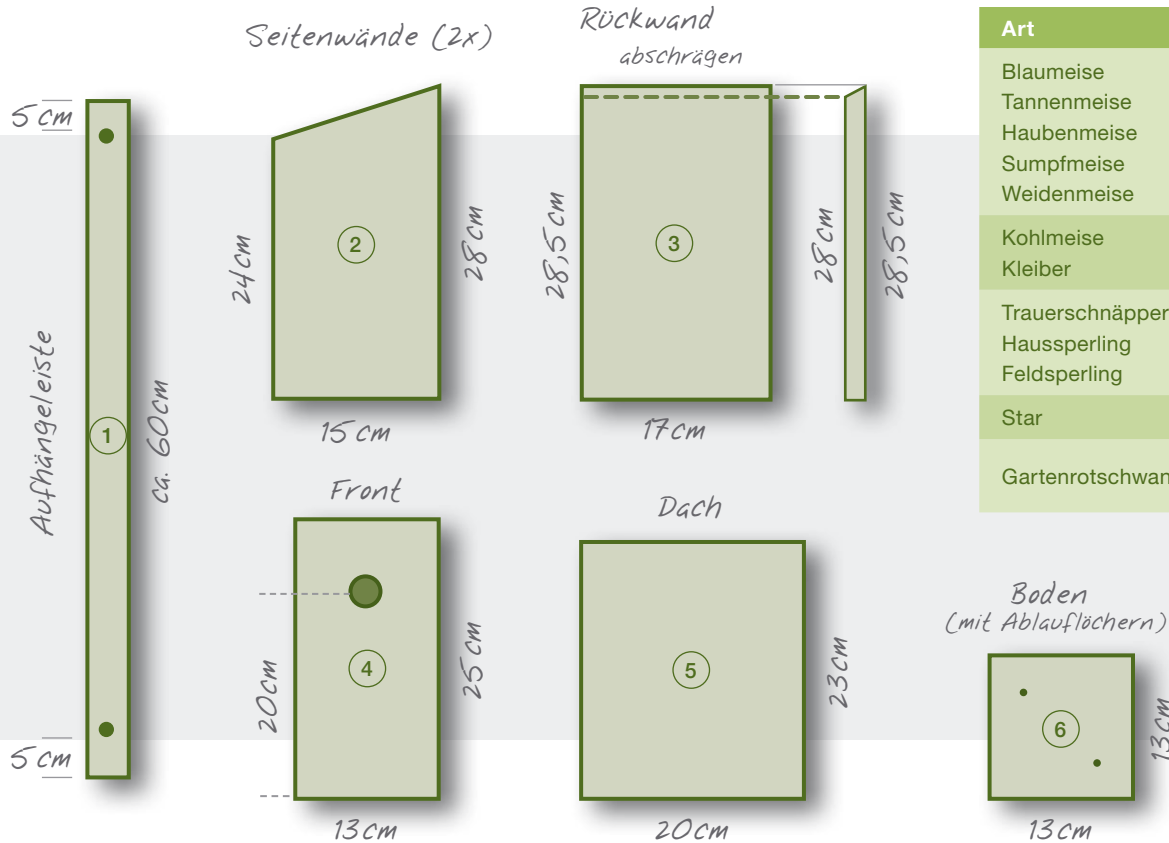 Seitenwände (2x)
Rückwand
abschrägen
5 cm
Aufhängeleiste
1
ca. 60cm
5 cm
24cm
2
28cm
15 cm
28,5cm
3
17cm
28cm
28,5cm
Front
20cm
4
25cm
13cm
Dach
5
23cm
20cm
Boden
(mit Ablauflöchern)
6
13cm
13cm
Art
Blaumeise
Tannenmeise
Haubenmeise
Sumpfmeise
Weidenmeise
Kohlmeise
Kleiber
Trauerschnäpper
Haussperling
Feldsperling
Star
Gartenrotschwan